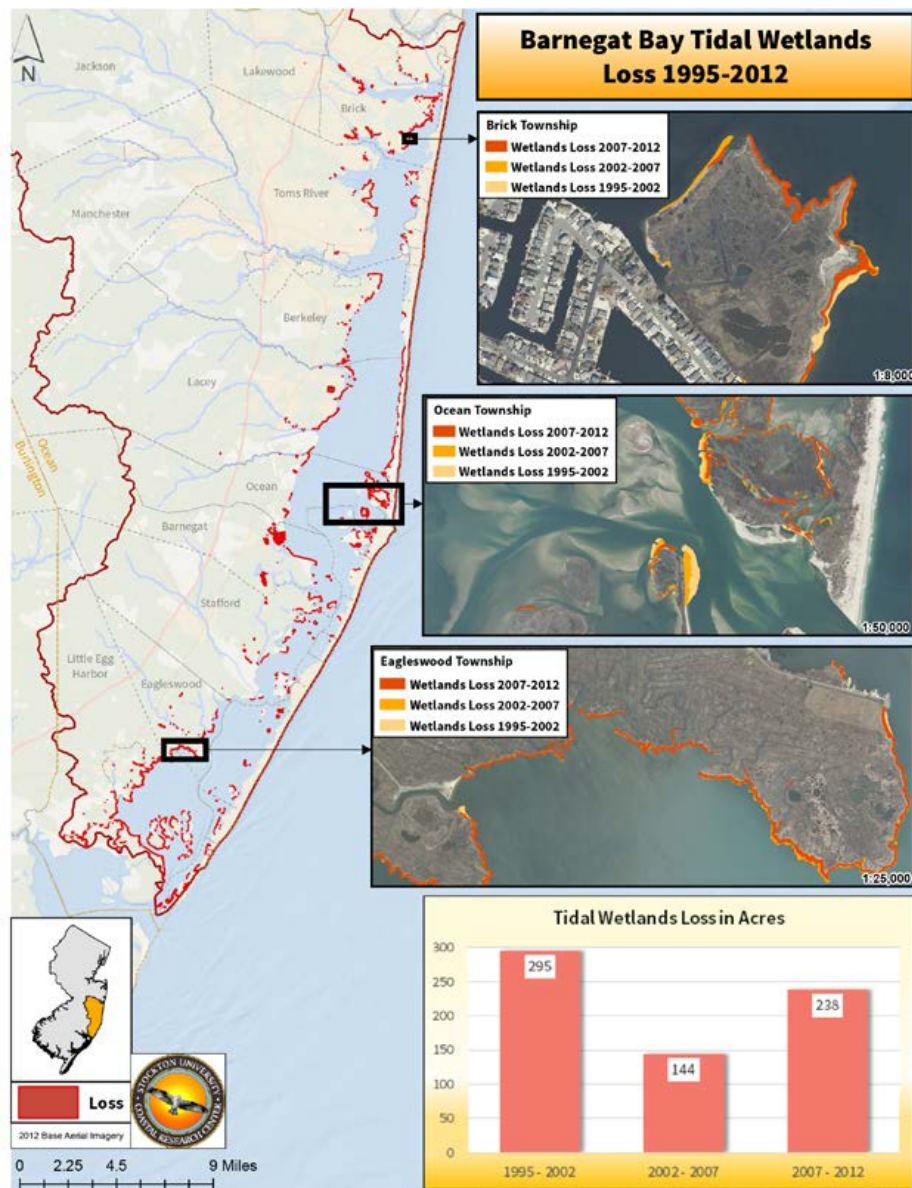 Barnegat Bay Tidal Wetlands
Loss 1995-2012
N
Jackson
Lakewood
Brick
Toms River
Manchester
Berkeley
Lacey
Ocean
Burlington
Ocean
Barnegat
Stafford
Little Egg
Harbor
Eagleswood
Brick Township
Wetlands Loss 2007-2012
Wetlands Loss 2002-2007
Wetlands Loss 1995-2002
1:8,000
Ocean Township
Wetlands Loss 2007-2012
Wetlands Loss 2002-2007
Wetlands Loss 1995-2002
1:50,000
Eagleswood Township
Wetlands Loss 2007-2012
Wetlands Loss 2002-2007
Wetlands Loss 1995-2002
1:25,000
Tidal Wetlands Loss in Acres
300
250
200
150
100
50
0
295
144
238
1995 - 2002
2002 - 2007
2007 - 2012
Loss
2012 Base Aerial Imagery
STOCKTON UNIVERSITY
COASTAL RESEARCH CENTER
0 2.25 4.5 9 Miles